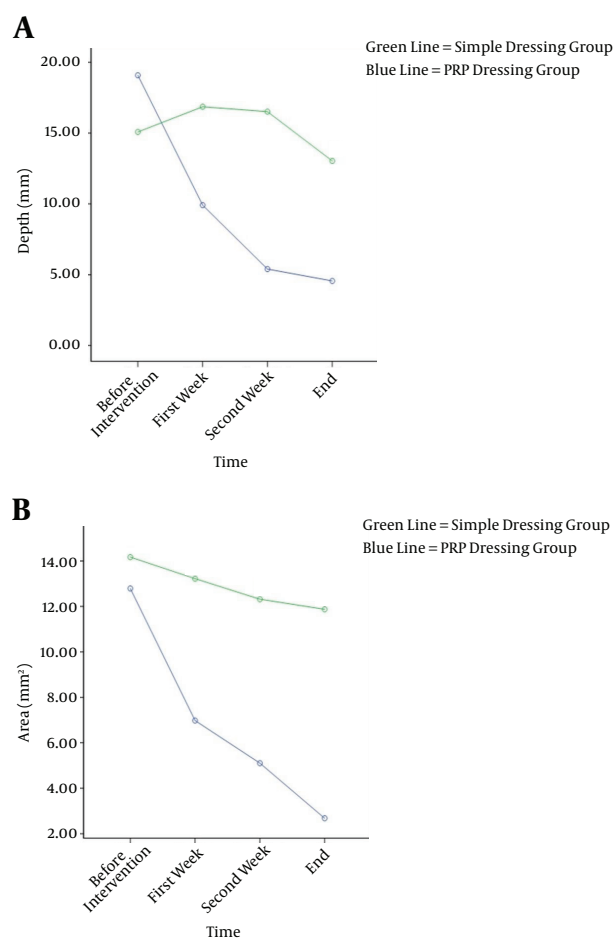 A
Green Line = Simple Dressing Group
Blue Line = PRP Dressing Group
20.00
15.00
10.00
5.00
0.00
Depth (mm)
Before
Intervention
First Week
Second Week
End
Time
B
Green Line = Simple Dressing Group
Blue Line = PRP Dressing Group
14.00
12.00
10.00
8.00
6.00
4.00
2.00
Area (mm²)
Before
Intervention
First Week
Second Week
End
Time